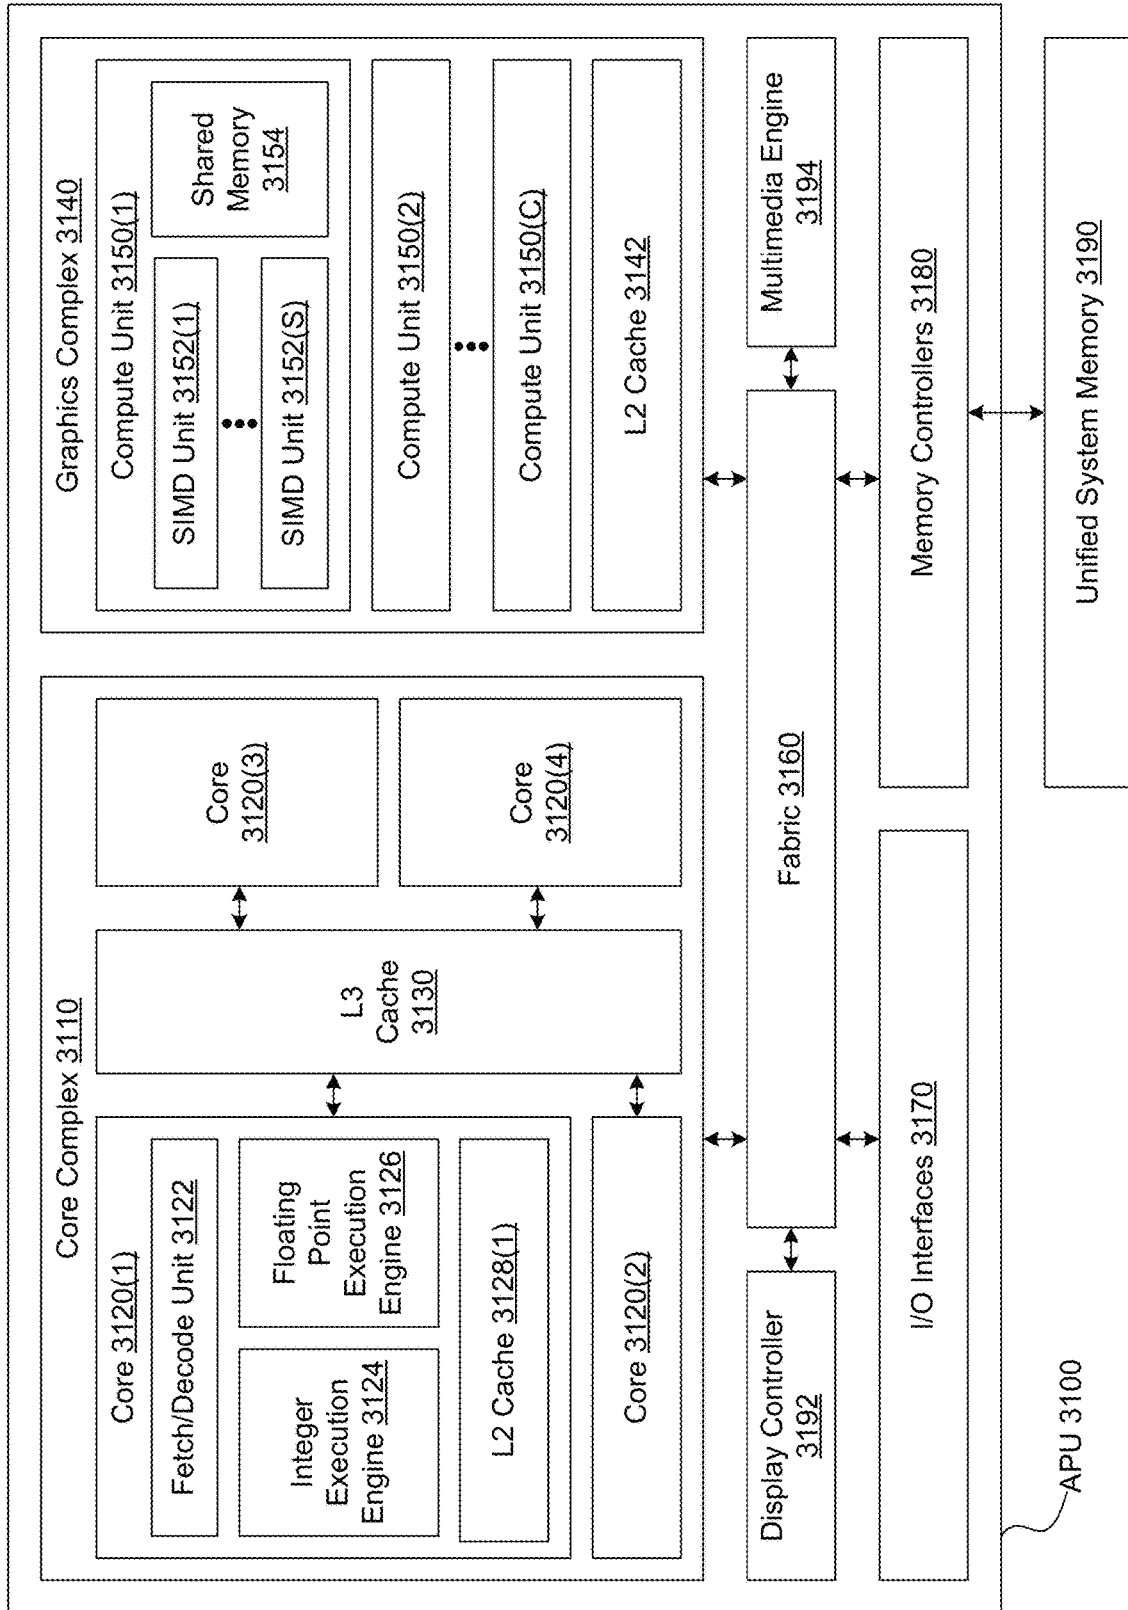 Core Complex 3110
Core 3120(1)
Fetch/Decode Unit 3122
Integer
Execution
Engine 3124
Floating
Point
Execution
Engine 3126
L2 Cache 3128(1)
Core 3120(2)
L3
Cache
3130
Core
3120(3)
Core
3120(4)
Graphics Complex 3140
Compute Unit 3150(1)
SIMD Unit 3152(1)
SIMD Unit 3152(S)
Shared
Memory
3154
Compute Unit 3150(2)
Compute Unit 3150(C)
L2 Cache 3142
Display Controller
3192
Fabric 3160
Multimedia Engine
3194
I/O Interfaces 3170
Memory Controllers 3180
APU 3100
Unified System Memory 3190